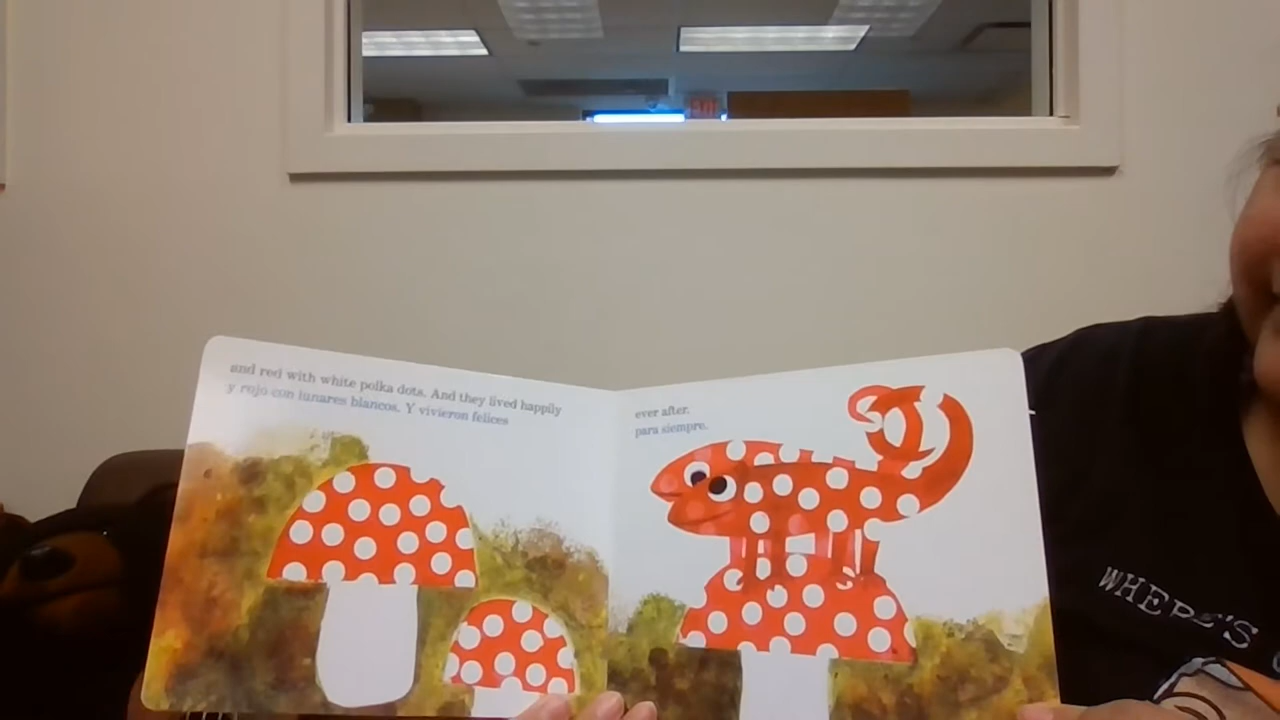 EXIT
and red with white polka dots. And they lived happily
y rojo con lunares blancos. Y vivieron felices
ever after.
para siempre.
WHERE'S